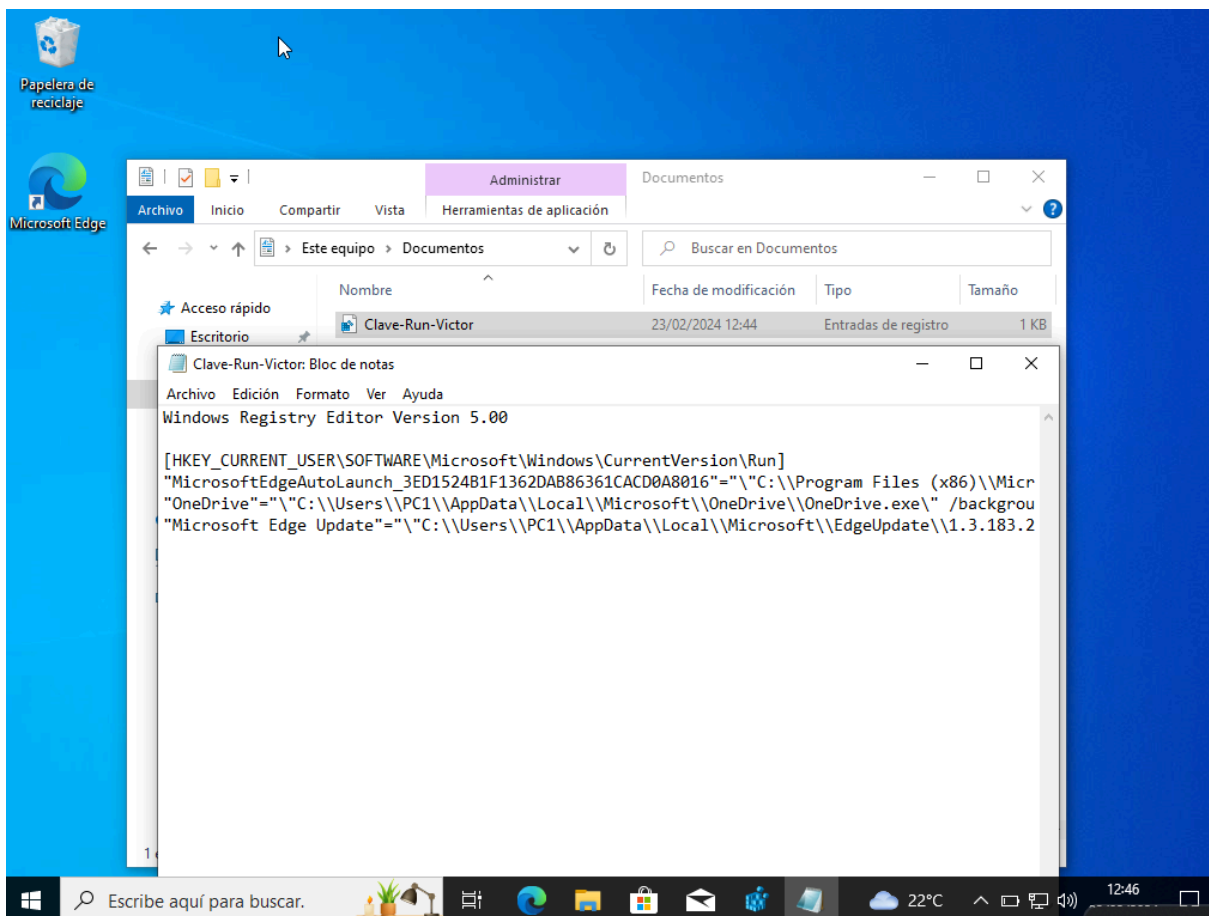 Papelera de
reciclaje
Microsoft Edge
Administrar
Documentos
Archivo
Inicio
Compartir
Vista
Herramientas de aplicación
Este equipo
Documentos
Buscar en Documentos
Nombre
Fecha de modificación
Tipo
Tamaño
Acceso rápido
Escritorio
Clave-Run-Victor
23/02/2024 12:44
Entradas de registro
1 KB
Clave-Run-Victor: Bloc de notas
Archivo Edición Formato Ver Ayuda
Windows Registry Editor Version 5.00
[HKEY_CURRENT_USER\SOFTWARE\Microsoft\Windows\CurrentVersion\Run]
"MicrosoftEdgeAutoLaunch_3ED1524B1F1362DAB86361CACD0A8016"="\"C:\\Program Files (x86)\\Micr
"OneDrive"="\"C:\\Users\\PC1\\AppData\\Local\\Microsoft\\OneDrive\\OneDrive.exe\" /backgrou
"Microsoft Edge Update"="\"C:\\Users\\PC1\\AppData\\Local\\Microsoft\\EdgeUpdate\\1.3.183.2
1
Escribe aquí para buscar.
22°C
12:46